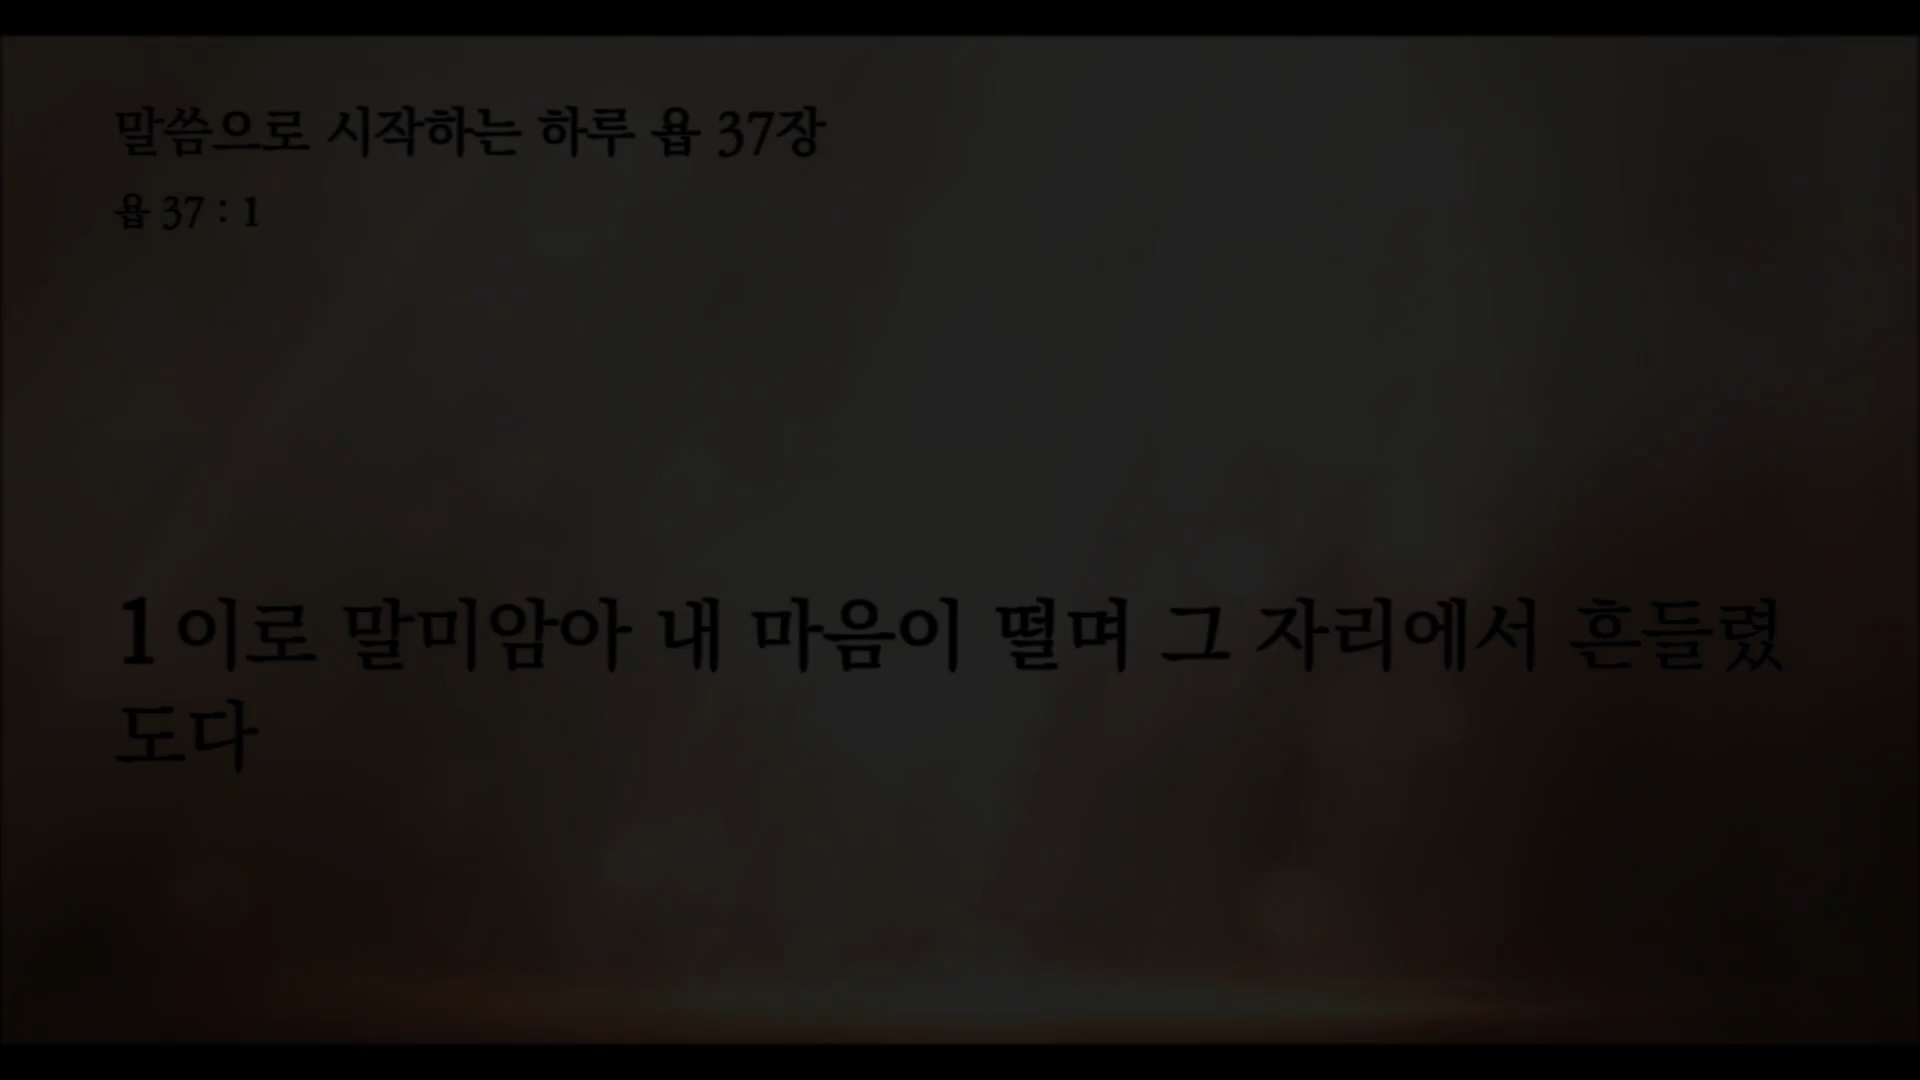 말씀으로 시작하는 하루 욥 37장
욥 37 : 1
1 이로 말미암아 내 마음이 떨며 그 자리에서 흔들렸
도다